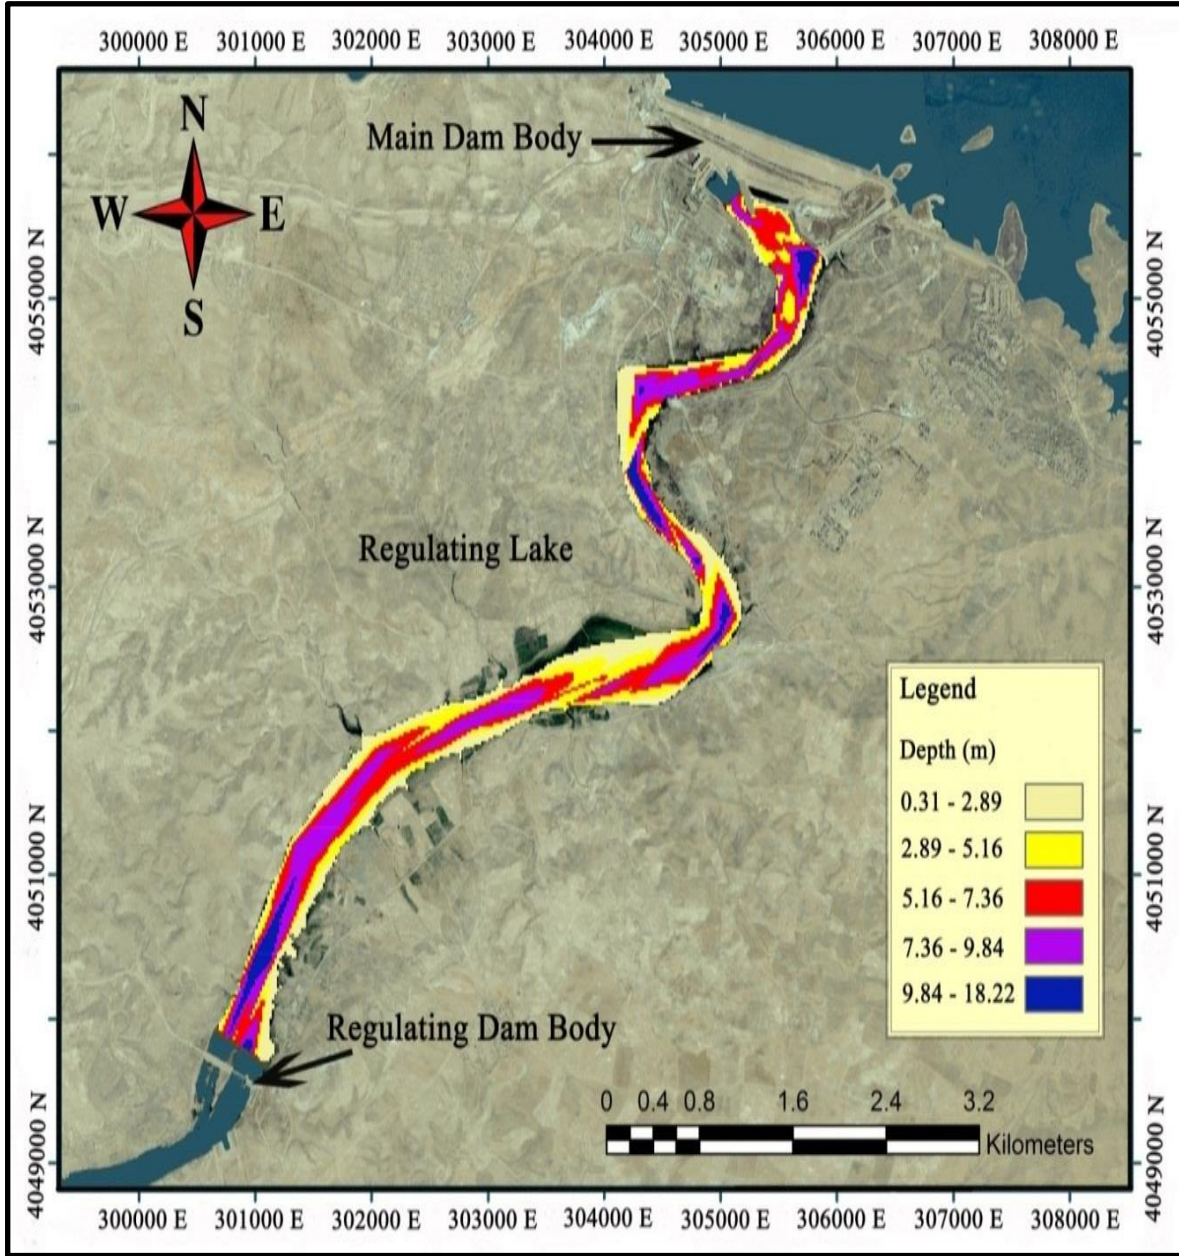 300000 E 301000 E 302000 E 303000 E 304000 E 305000 E 306000 E 307000 E 308000 E
N
Main Dam Body
W E
S
4055000 N 4055000 N
Regulating Lake
4053000 N 4053000 N
Legend
Depth (m)
0.31 - 2.89
2.89 - 5.16
5.16 - 7.36
7.36 - 9.84
9.84 - 18.22
4051000 N 4051000 N
Regulating Dam Body
0 0.4 0.8 1.6 2.4 3.2
Kilometers
4049000 N 4049000 N
300000 E 301000 E 302000 E 303000 E 304000 E 305000 E 306000 E 307000 E 308000 E